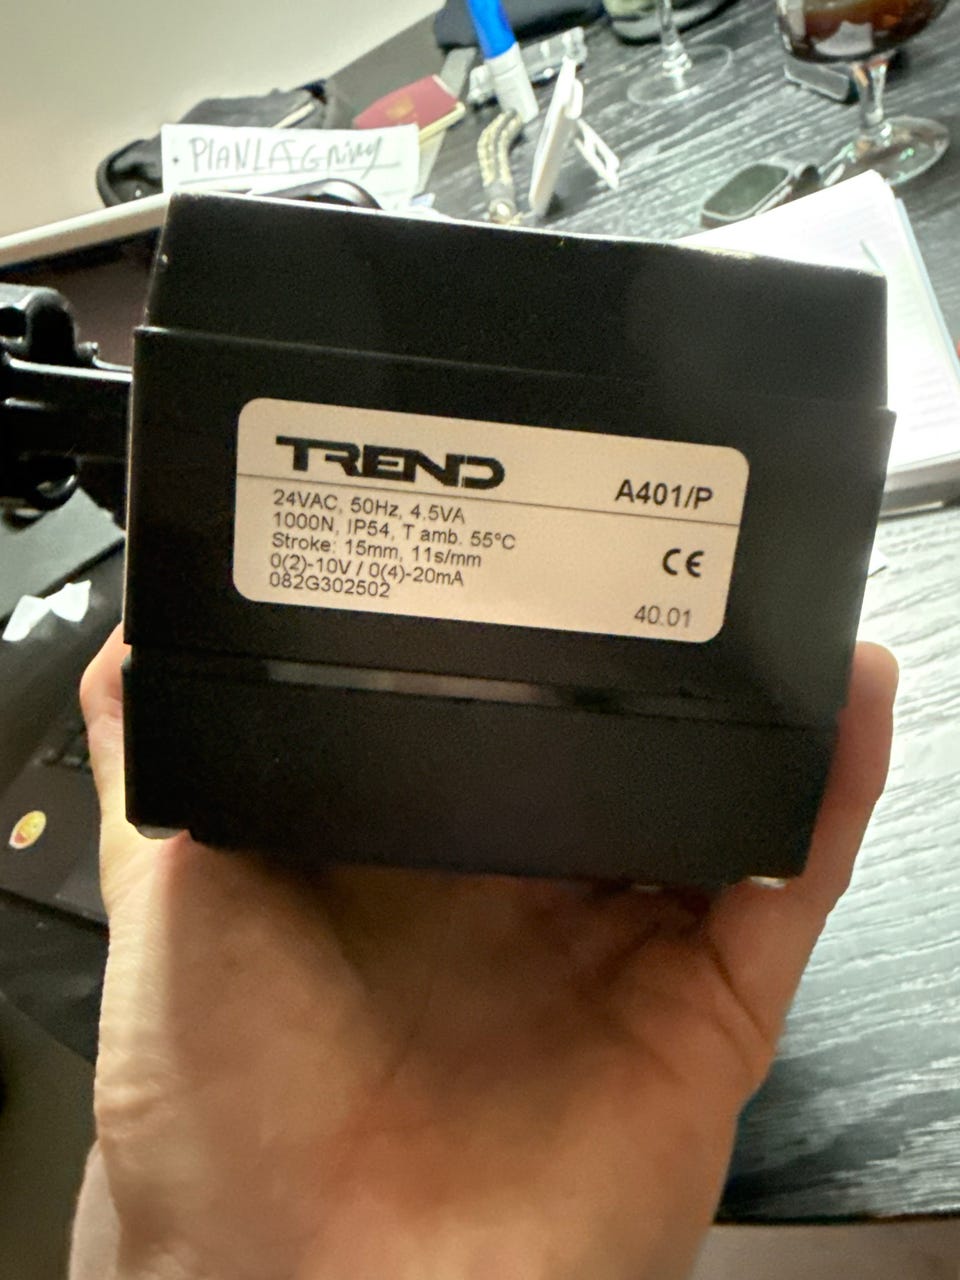 TREND
A401/P
24VAC, 50Hz, 4.5VA
1000N, IP54, T amb. 55°C
Stroke: 15mm, 11s/mm
0(2)-10V / 0(4)-20mA
082G302502
CE
40.01